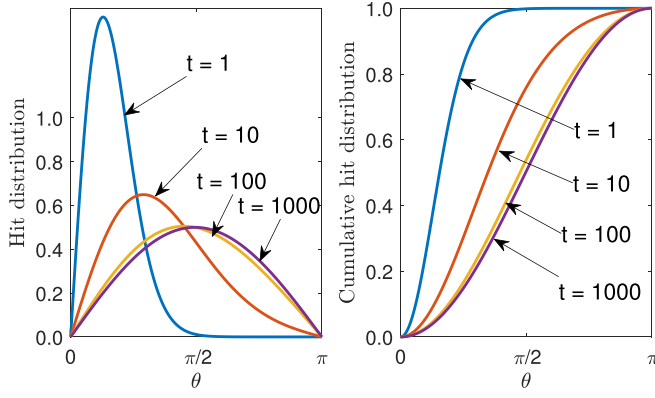 Hit distribution
1.0
0.8
0.6
0.4
0.2
0.0
t = 1
t = 10
t = 100
t = 1000
0
π/2
π
θ
Cumulative hit distribution
1.0
0.8
0.6
0.4
0.2
0.0
t = 1
t = 10
t = 100
t = 1000
0
π/2
π
θ